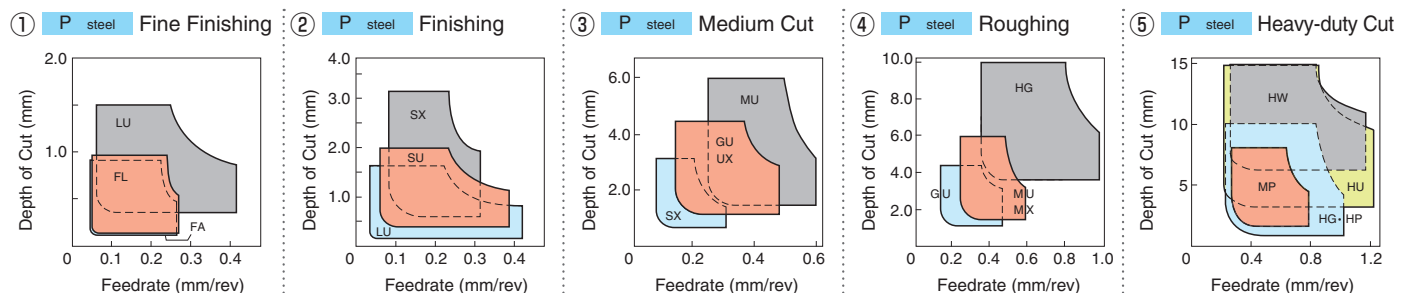 ① P steel Fine Finishing
Depth of Cut (mm)
2.0
1.0
0
LU
FL
FA
0.1 0.2 0.3 0.4
Feedrate (mm/rev)
② P steel Finishing
Depth of Cut (mm)
4.0
3.0
2.0
1.0
0
SX
SU
LU
0.1 0.2 0.3 0.4
Feedrate (mm/rev)
③ P steel Medium Cut
Depth of Cut (mm)
6.0
4.0
2.0
0
MU
GU
UX
SX
0.2 0.4 0.6
Feedrate (mm/rev)
④ P steel Roughing
Depth of Cut (mm)
10.0
8.0
6.0
4.0
2.0
0
HG
GU
MU
MX
0.2 0.4 0.6 0.8 1.0
Feedrate (mm/rev)
⑤ P steel Heavy-duty Cut
Depth of Cut (mm)
15
10
5
0
HW
MP
HU
HG・HP
0.4 0.8 1.2
Feedrate (mm/rev)